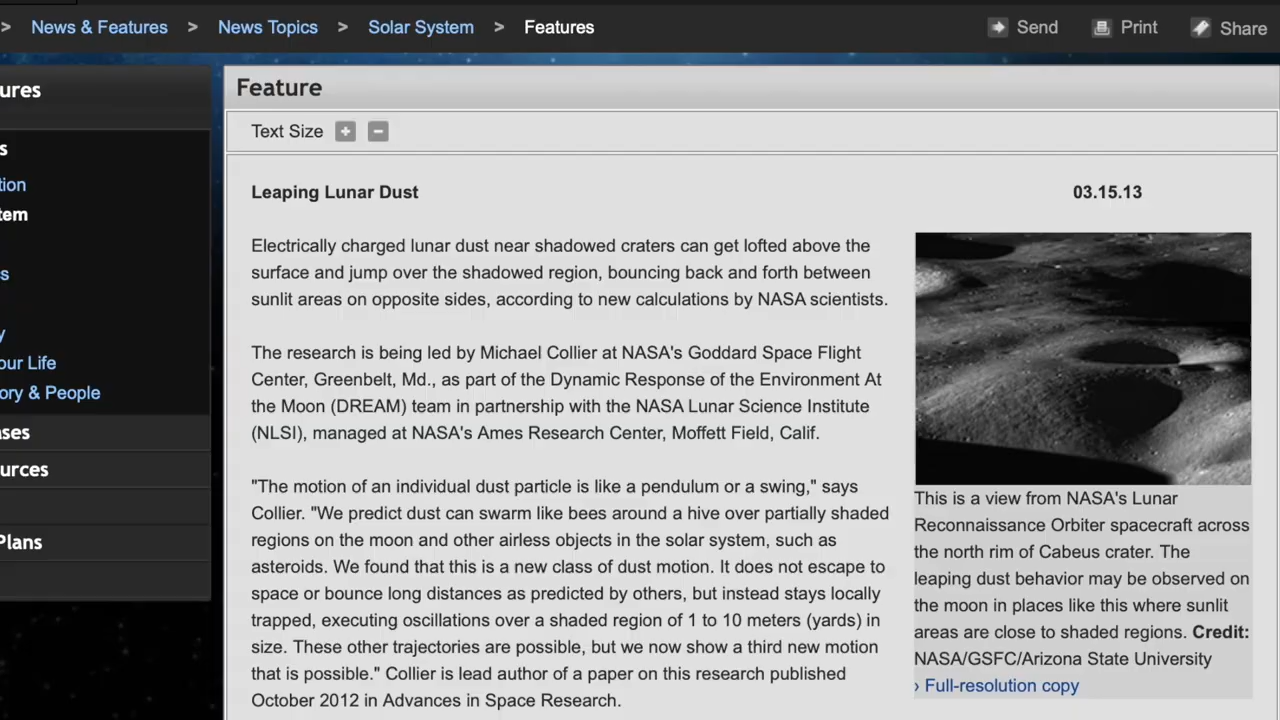 > News & Features > News Topics > Solar System > Features
Send Print Share
ures
s
tion
tem
s
y
our Life
ory & People
ases
urces
Plans
Feature
Text Size + -
Leaping Lunar Dust
03.15.13
Electrically charged lunar dust near shadowed craters can get lofted above the
surface and jump over the shadowed region, bouncing back and forth between
sunlit areas on opposite sides, according to new calculations by NASA scientists.
The research is being led by Michael Collier at NASA's Goddard Space Flight
Center, Greenbelt, Md., as part of the Dynamic Response of the Environment At
the Moon (DREAM) team in partnership with the NASA Lunar Science Institute
(NLSI), managed at NASA's Ames Research Center, Moffett Field, Calif.
"The motion of an individual dust particle is like a pendulum or a swing," says
Collier. "We predict dust can swarm like bees around a hive over partially shaded
regions on the moon and other airless objects in the solar system, such as
asteroids. We found that this is a new class of dust motion. It does not escape to
space or bounce long distances as predicted by others, but instead stays locally
trapped, executing oscillations over a shaded region of 1 to 10 meters (yards) in
size. These other trajectories are possible, but we now show a third new motion
that is possible." Collier is lead author of a paper on this research published
October 2012 in Advances in Space Research.
This is a view from NASA's Lunar
Reconnaissance Orbiter spacecraft across
the north rim of Cabeus crater. The
leaping dust behavior may be observed on
the moon in places like this where sunlit
areas are close to shaded regions. Credit:
NASA/GSFC/Arizona State University
› Full-resolution copy